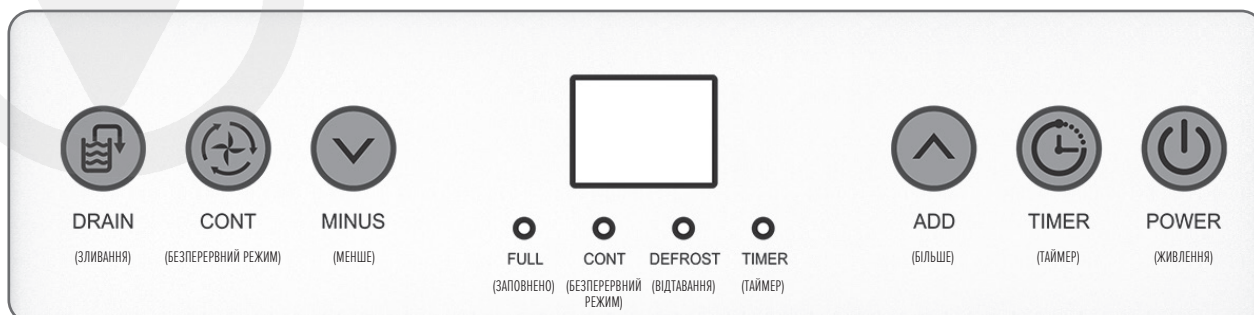 DRAIN
(ЗЛИВАННЯ)
CONT
(БЕЗПЕРЕРВНИЙ РЕЖИМ)
MINUS
(МЕНШЕ)
FULL
(ЗАПОВНЕНО)
CONT
(БЕЗПЕРЕРВНИЙ
РЕЖИМ)
DEFROST
(ВІДТАВАННЯ)
TIMER
(ТАЙМЕР)
ADD
(БІЛЬШЕ)
TIMER
(ТАЙМЕР)
POWER
(ЖИВЛЕННЯ)